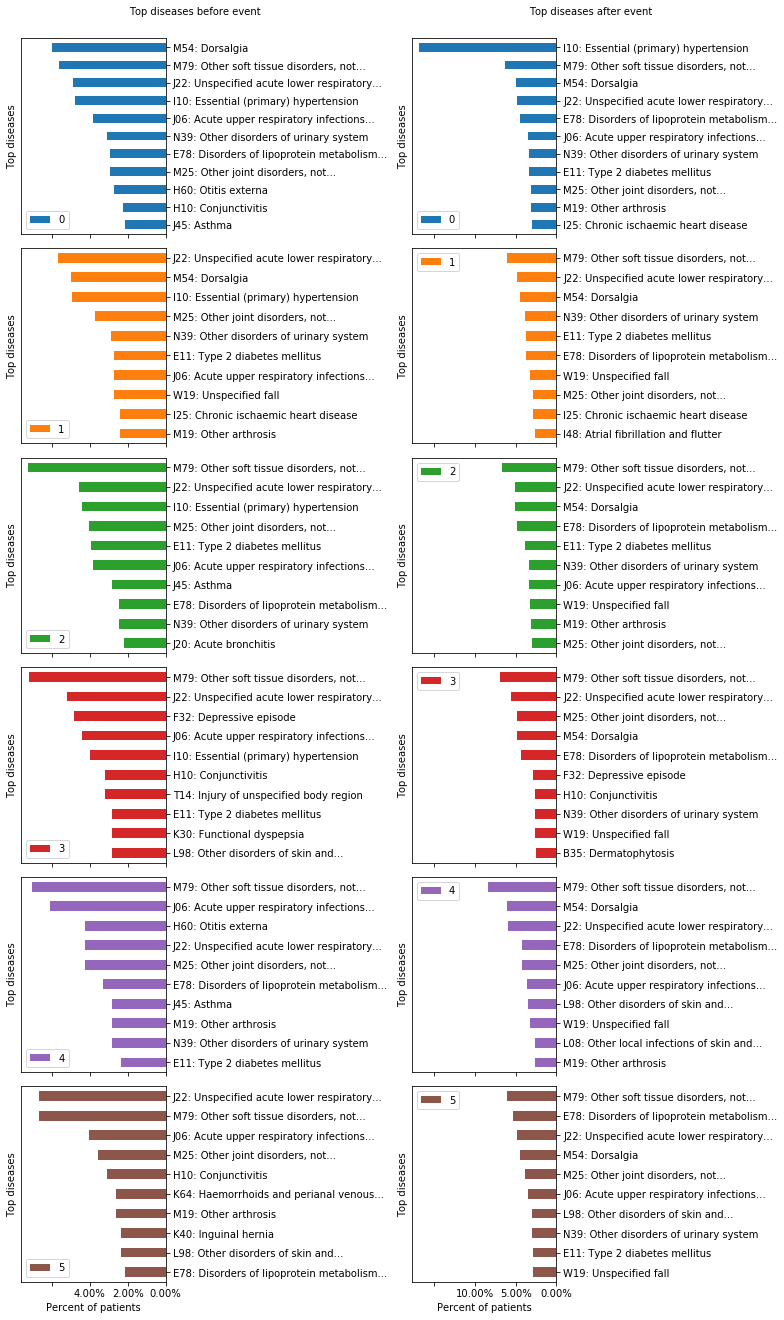 Top diseases before event
Top diseases
M54: Dorsalgia
M79: Other soft tissue disorders, not...
J22: Unspecified acute lower respiratory...
I10: Essential (primary) hypertension
J06: Acute upper respiratory infections...
N39: Other disorders of urinary system
E78: Disorders of lipoprotein metabolism...
M25: Other joint disorders, not...
H60: Otitis externa
H10: Conjunctivitis
J45: Asthma
0
Top diseases
J22: Unspecified acute lower respiratory...
M54: Dorsalgia
I10: Essential (primary) hypertension
M25: Other joint disorders, not...
N39: Other disorders of urinary system
E11: Type 2 diabetes mellitus
J06: Acute upper respiratory infections...
W19: Unspecified fall
I25: Chronic ischaemic heart disease
M19: Other arthrosis
1
Top diseases
M79: Other soft tissue disorders, not...
J22: Unspecified acute lower respiratory...
I10: Essential (primary) hypertension
M25: Other joint disorders, not...
E11: Type 2 diabetes mellitus
J06: Acute upper respiratory infections...
J45: Asthma
E78: Disorders of lipoprotein metabolism...
N39: Other disorders of urinary system
J20: Acute bronchitis
2
Top diseases
M79: Other soft tissue disorders, not...
J22: Unspecified acute lower respiratory...
F32: Depressive episode
J06: Acute upper respiratory infections...
I10: Essential (primary) hypertension
H10: Conjunctivitis
T14: Injury of unspecified body region
E11: Type 2 diabetes mellitus
K30: Functional dyspepsia
L98: Other disorders of skin and...
3
Top diseases
M79: Other soft tissue disorders, not...
J06: Acute upper respiratory infections...
H60: Otitis externa
J22: Unspecified acute lower respiratory...
M25: Other joint disorders, not...
E78: Disorders of lipoprotein metabolism...
J45: Asthma
M19: Other arthrosis
N39: Other disorders of urinary system
E11: Type 2 diabetes mellitus
4
Top diseases
J22: Unspecified acute lower respiratory...
M79: Other soft tissue disorders, not...
J06: Acute upper respiratory infections...
M25: Other joint disorders, not...
H10: Conjunctivitis
K64: Haemorrhoids and perianal venous...
M19: Other arthrosis
K40: Inguinal hernia
L98: Other disorders of skin and...
E78: Disorders of lipoprotein metabolism...
5
4.00% 2.00% 0.00%
Percent of patients
Top diseases after event
Top diseases
I10: Essential (primary) hypertension
M79: Other soft tissue disorders, not...
M54: Dorsalgia
J22: Unspecified acute lower respiratory...
E78: Disorders of lipoprotein metabolism...
J06: Acute upper respiratory infections...
N39: Other disorders of urinary system
E11: Type 2 diabetes mellitus
M25: Other joint disorders, not...
M19: Other arthrosis
I25: Chronic ischaemic heart disease
0
Top diseases
1
M79: Other soft tissue disorders, not...
J22: Unspecified acute lower respiratory...
M54: Dorsalgia
N39: Other disorders of urinary system
E11: Type 2 diabetes mellitus
E78: Disorders of lipoprotein metabolism...
W19: Unspecified fall
M25: Other joint disorders, not...
I25: Chronic ischaemic heart disease
I48: Atrial fibrillation and flutter
Top diseases
2
M79: Other soft tissue disorders, not...
J22: Unspecified acute lower respiratory...
M54: Dorsalgia
E78: Disorders of lipoprotein metabolism...
E11: Type 2 diabetes mellitus
N39: Other disorders of urinary system
J06: Acute upper respiratory infections...
W19: Unspecified fall
M19: Other arthrosis
M25: Other joint disorders, not...
Top diseases
3
M79: Other soft tissue disorders, not...
J22: Unspecified acute lower respiratory...
M25: Other joint disorders, not...
M54: Dorsalgia
E78: Disorders of lipoprotein metabolism...
F32: Depressive episode
H10: Conjunctivitis
N39: Other disorders of urinary system
W19: Unspecified fall
B35: Dermatophytosis
Top diseases
4
M79: Other soft tissue disorders, not...
M54: Dorsalgia
J22: Unspecified acute lower respiratory...
E78: Disorders of lipoprotein metabolism...
M25: Other joint disorders, not...
J06: Acute upper respiratory infections...
L98: Other disorders of skin and...
W19: Unspecified fall
L08: Other local infections of skin and...
M19: Other arthrosis
Top diseases
5
M79: Other soft tissue disorders, not...
E78: Disorders of lipoprotein metabolism...
J22: Unspecified acute lower respiratory...
M54: Dorsalgia
M25: Other joint disorders, not...
J06: Acute upper respiratory infections...
L98: Other disorders of skin and...
N39: Other disorders of urinary system
E11: Type 2 diabetes mellitus
W19: Unspecified fall
10.00% 5.00% 0.00%
Percent of patients